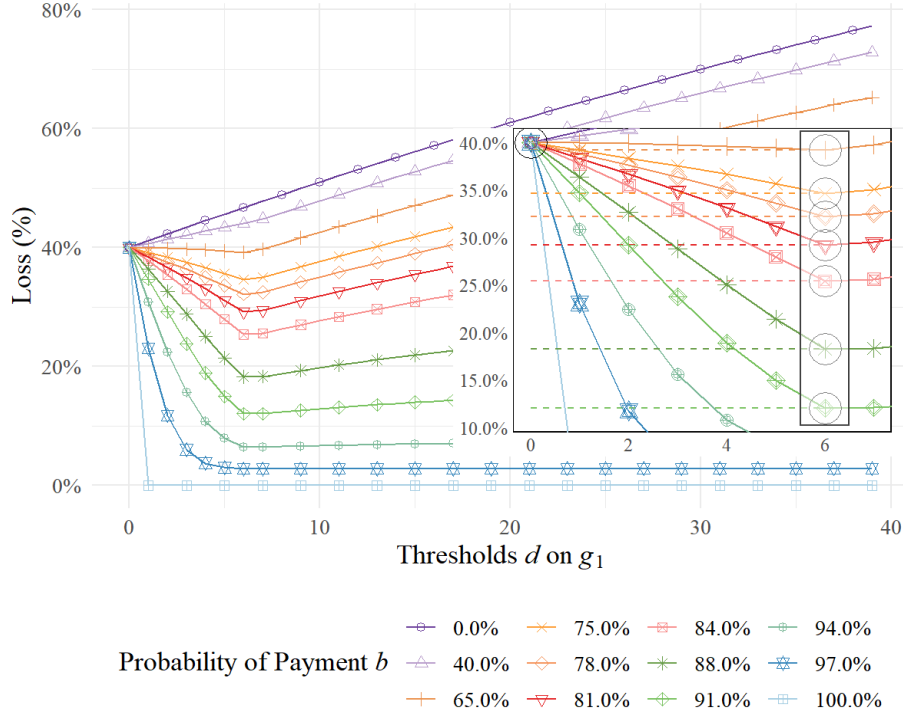 80%
60%
40%
20%
0%
Loss (%)
40.0%
35.0%
30.0%
25.0%
20.0%
15.0%
10.0%
0 2 4 6
0 10 20 30 40
Thresholds d on g1
Probability of Payment b
0.0% 75.0% 84.0% 94.0%
40.0% 78.0% 88.0% 97.0%
65.0% 81.0% 91.0% 100.0%